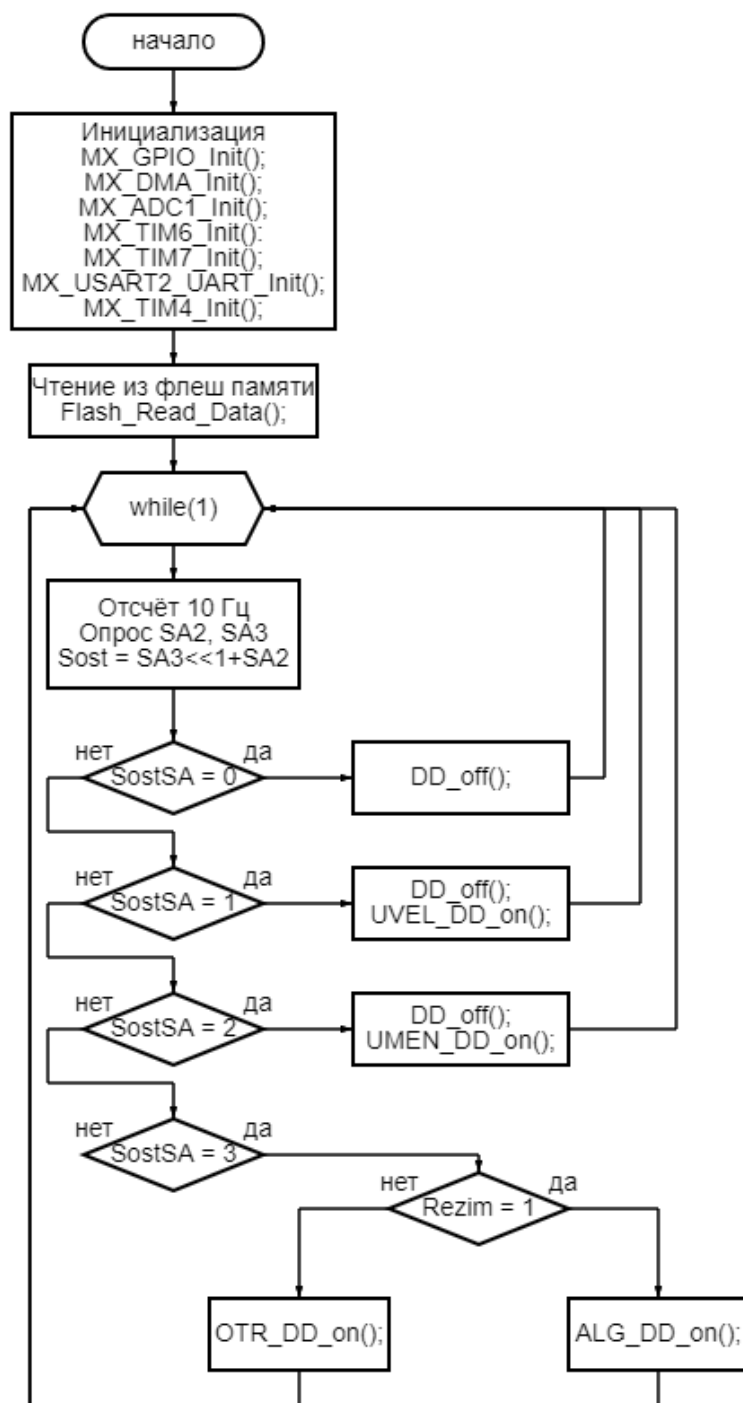 начало
Инициализация
MX_GPIO_Init();
MX_DMA_Init();
MX_ADC1_Init();
MX_TIM6_Init():
MX_TIM7_Init();
MX_USART2_UART_Init();
MX_TIM4_Init();
Чтение из флеш памяти
Flash_Read_Data();
while(1)
Отсчёт 10 Гц
Опрос SA2, SA3
Sost = SA3<<1+SA2
нет
да
SostSA = 0
DD_off();
нет
да
SostSA = 1
DD_off();
UVEL_DD_on();
нет
да
SostSA = 2
DD_off();
UMEN_DD_on();
нет
да
SostSA = 3
нет
да
Rezim = 1
OTR_DD_on();
ALG_DD_on();